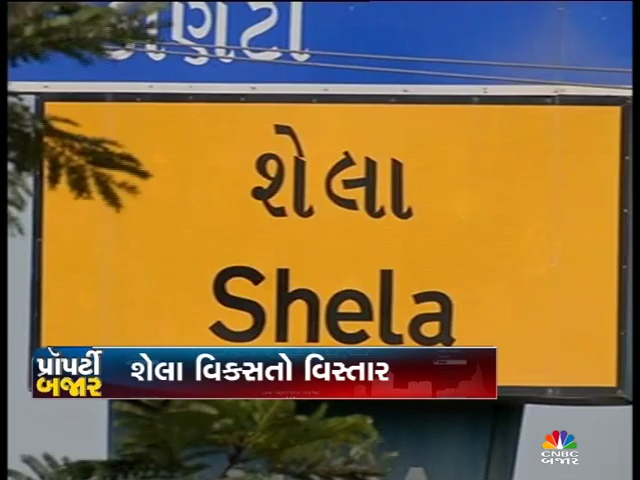 શેલા
Shela
પ્રૉપર્ટી
બજાર
શેલા વિકસતો વિસ્તાર
CNBC
બજાર